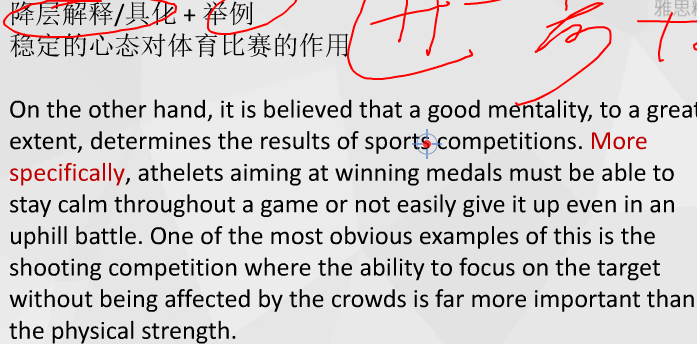 降层解释/具化 + 举例
雅思
稳定的心态对体育比赛的作用
On the other hand, it is believed that a good mentality, to a great
extent, determines the results of sports competitions. More
specifically, athelets aiming at winning medals must be able to
stay calm throughout a game or not easily give it up even in an
uphill battle. One of the most obvious examples of this is the
shooting competition where the ability to focus on the target
without being affected by the crowds is far more important than
the physical strength.